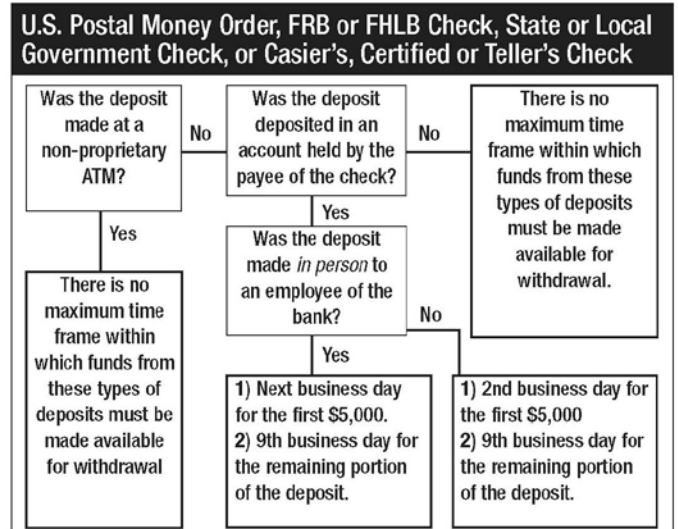 U.S. Postal Money Order, FRB or FHLB Check, State or Local
Government Check, or Casier's, Certified or Teller's Check
Was the deposit
made at a
non-proprietary
ATM?
No
Was the deposit
deposited in an
account held by the
payee of the check?
No
There is no
maximum time
frame within which
funds from these
types of deposits
must be made
available for
withdrawal.
Yes
There is no
maximum time
frame within
which funds from
these types of
deposits must be
made available
for withdrawal
Yes
Was the deposit
made in person to
an employee of the
bank?
No
Yes
1) Next business day
for the first $5,000.
2) 9th business day for
the remaining portion
of the deposit.
1) 2nd business day for
the first $5,000
2) 9th business day for
the remaining portion
of the deposit.